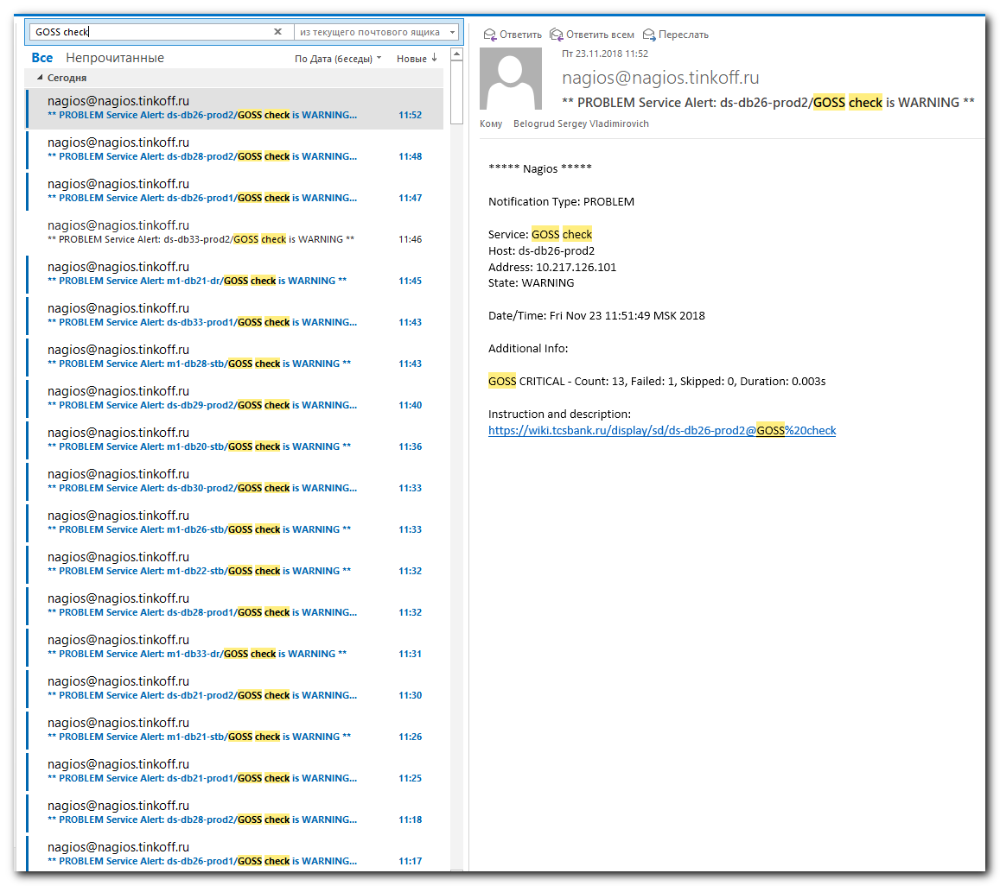 GOSS check
из текущего почтового ящика
Все Непрочитанные По Дата (беседы) Новые ↓
Сегодня
nagios@nagios.tinkoff.ru
** PROBLEM Service Alert: ds-db26-prod2/GOSS check is WARNING... 11:52
nagios@nagios.tinkoff.ru
** PROBLEM Service Alert: ds-db28-prod2/GOSS check is WARNING... 11:48
nagios@nagios.tinkoff.ru
** PROBLEM Service Alert: ds-db26-prod1/GOSS check is WARNING... 11:47
nagios@nagios.tinkoff.ru
** PROBLEM Service Alert: ds-db33-prod2/GOSS check is WARNING ** 11:46
nagios@nagios.tinkoff.ru
** PROBLEM Service Alert: m1-db21-dr/GOSS check is WARNING ** 11:45
nagios@nagios.tinkoff.ru
** PROBLEM Service Alert: ds-db33-prod1/GOSS check is WARNING... 11:43
nagios@nagios.tinkoff.ru
** PROBLEM Service Alert: m1-db28-stb/GOSS check is WARNING ** 11:43
nagios@nagios.tinkoff.ru
** PROBLEM Service Alert: ds-db29-prod2/GOSS check is WARNING... 11:40
nagios@nagios.tinkoff.ru
** PROBLEM Service Alert: m1-db20-stb/GOSS check is WARNING ** 11:36
nagios@nagios.tinkoff.ru
** PROBLEM Service Alert: ds-db30-prod2/GOSS check is WARNING... 11:33
nagios@nagios.tinkoff.ru
** PROBLEM Service Alert: m1-db26-stb/GOSS check is WARNING ** 11:33
nagios@nagios.tinkoff.ru
** PROBLEM Service Alert: m1-db22-stb/GOSS check is WARNING ** 11:32
nagios@nagios.tinkoff.ru
** PROBLEM Service Alert: ds-db28-prod1/GOSS check is WARNING... 11:32
nagios@nagios.tinkoff.ru
** PROBLEM Service Alert: m1-db33-dr/GOSS check is WARNING ** 11:31
nagios@nagios.tinkoff.ru
** PROBLEM Service Alert: ds-db21-prod2/GOSS check is WARNING... 11:30
nagios@nagios.tinkoff.ru
** PROBLEM Service Alert: m1-db21-stb/GOSS check is WARNING ** 11:26
nagios@nagios.tinkoff.ru
** PROBLEM Service Alert: ds-db21-prod1/GOSS check is WARNING... 11:25
nagios@nagios.tinkoff.ru
** PROBLEM Service Alert: ds-db28-prod2/GOSS check is WARNING... 11:18
nagios@nagios.tinkoff.ru
** PROBLEM Service Alert: ds-db26-prod1/GOSS check is WARNING... 11:17
Ответить Ответить всем Переслать
Пт 23.11.2018 11:52
nagios@nagios.tinkoff.ru
** PROBLEM Service Alert: ds-db26-prod2/GOSS check is WARNING **
Кому Belogrud Sergey Vladimirovich
***** Nagios *****
Notification Type: PROBLEM
Service: GOSS check
Host: ds-db26-prod2
Address: 10.217.126.101
State: WARNING
Date/Time: Fri Nov 23 11:51:49 MSK 2018
Additional Info:
GOSS CRITICAL - Count: 13, Failed: 1, Skipped: 0, Duration: 0.003s
Instruction and description:
https://wiki.tcsbank.ru/display/sd/ds-db26-prod2@GOSS%20check